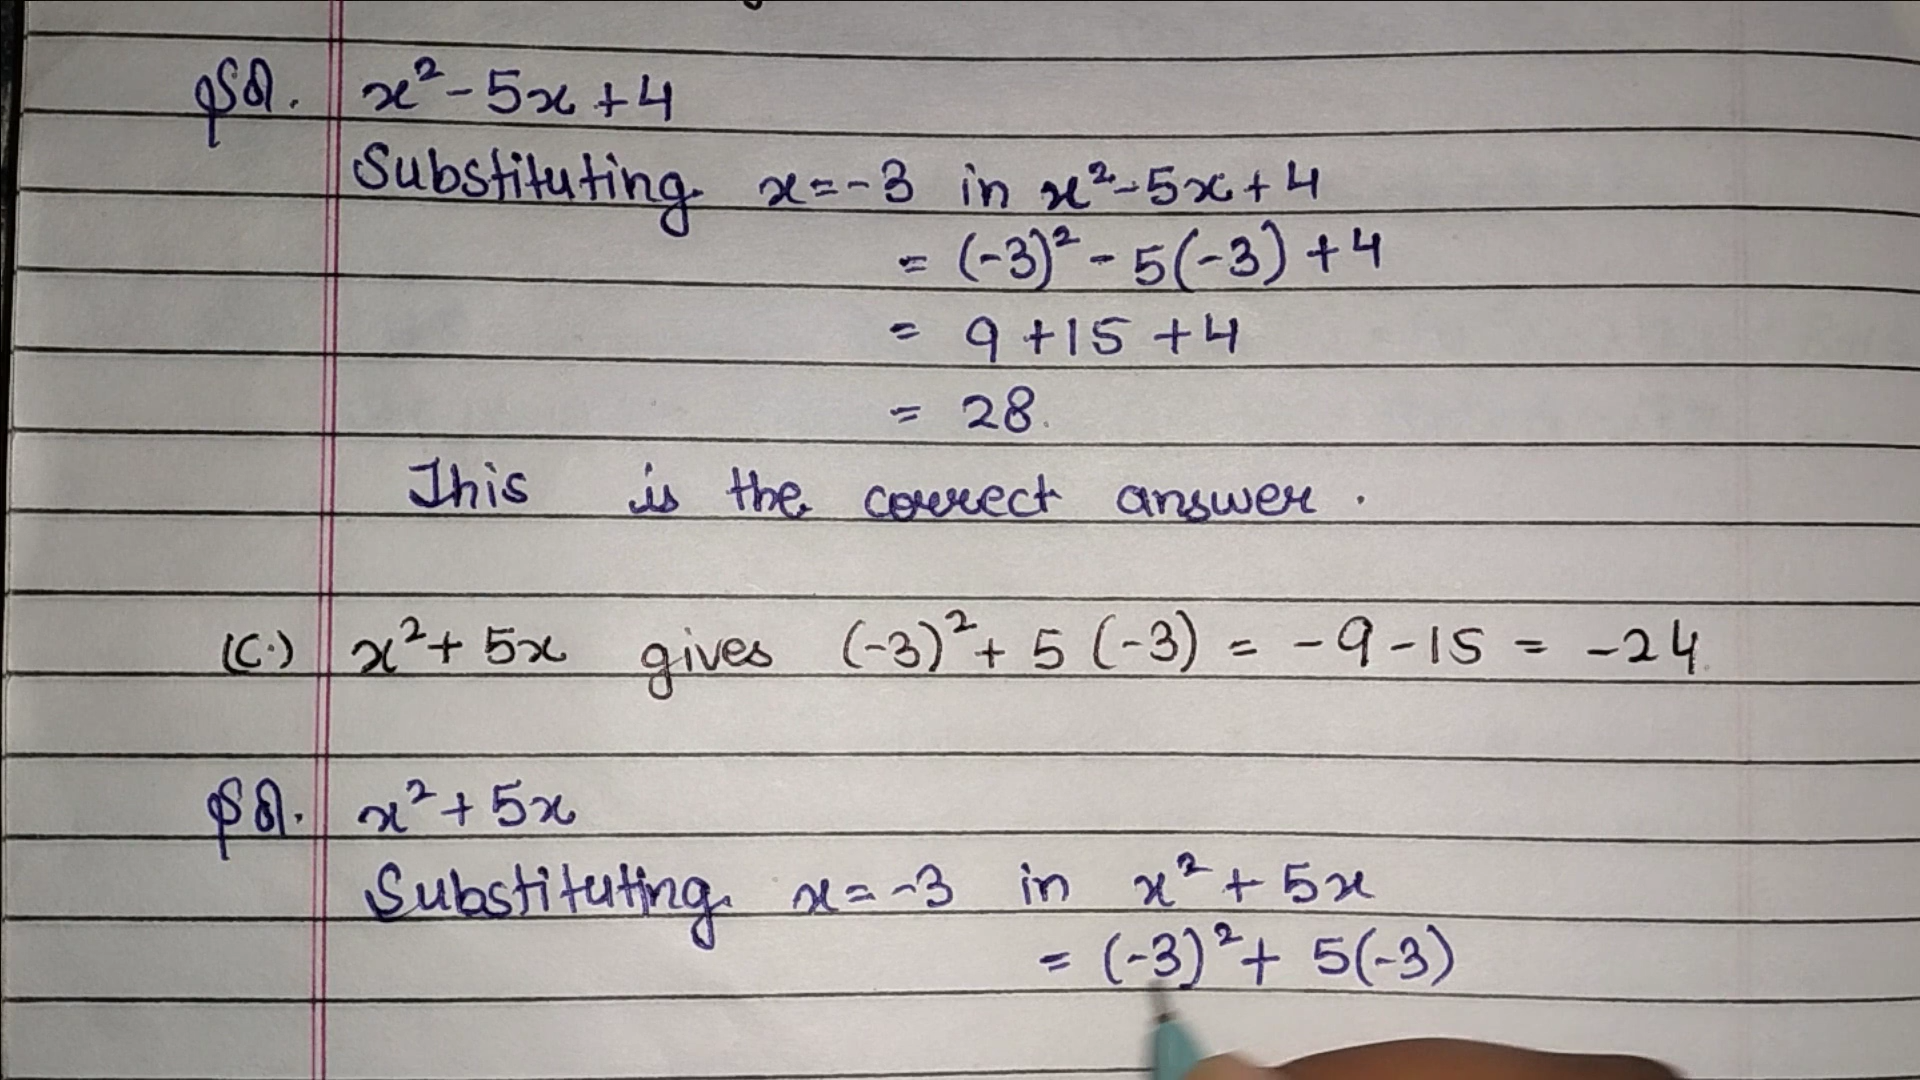 Sol. x² - 5x + 4
Substituting x = -3 in x² - 5x + 4
= (-3)² - 5(-3) + 4
= 9 + 15 + 4
= 28.
This is the correct answer.
(C.) x² + 5x gives (-3)² + 5 (-3) = -9 - 15 = -24.
Sol. x² + 5x
Substituting x = -3 in x² + 5x
= (-3)² + 5(-3)